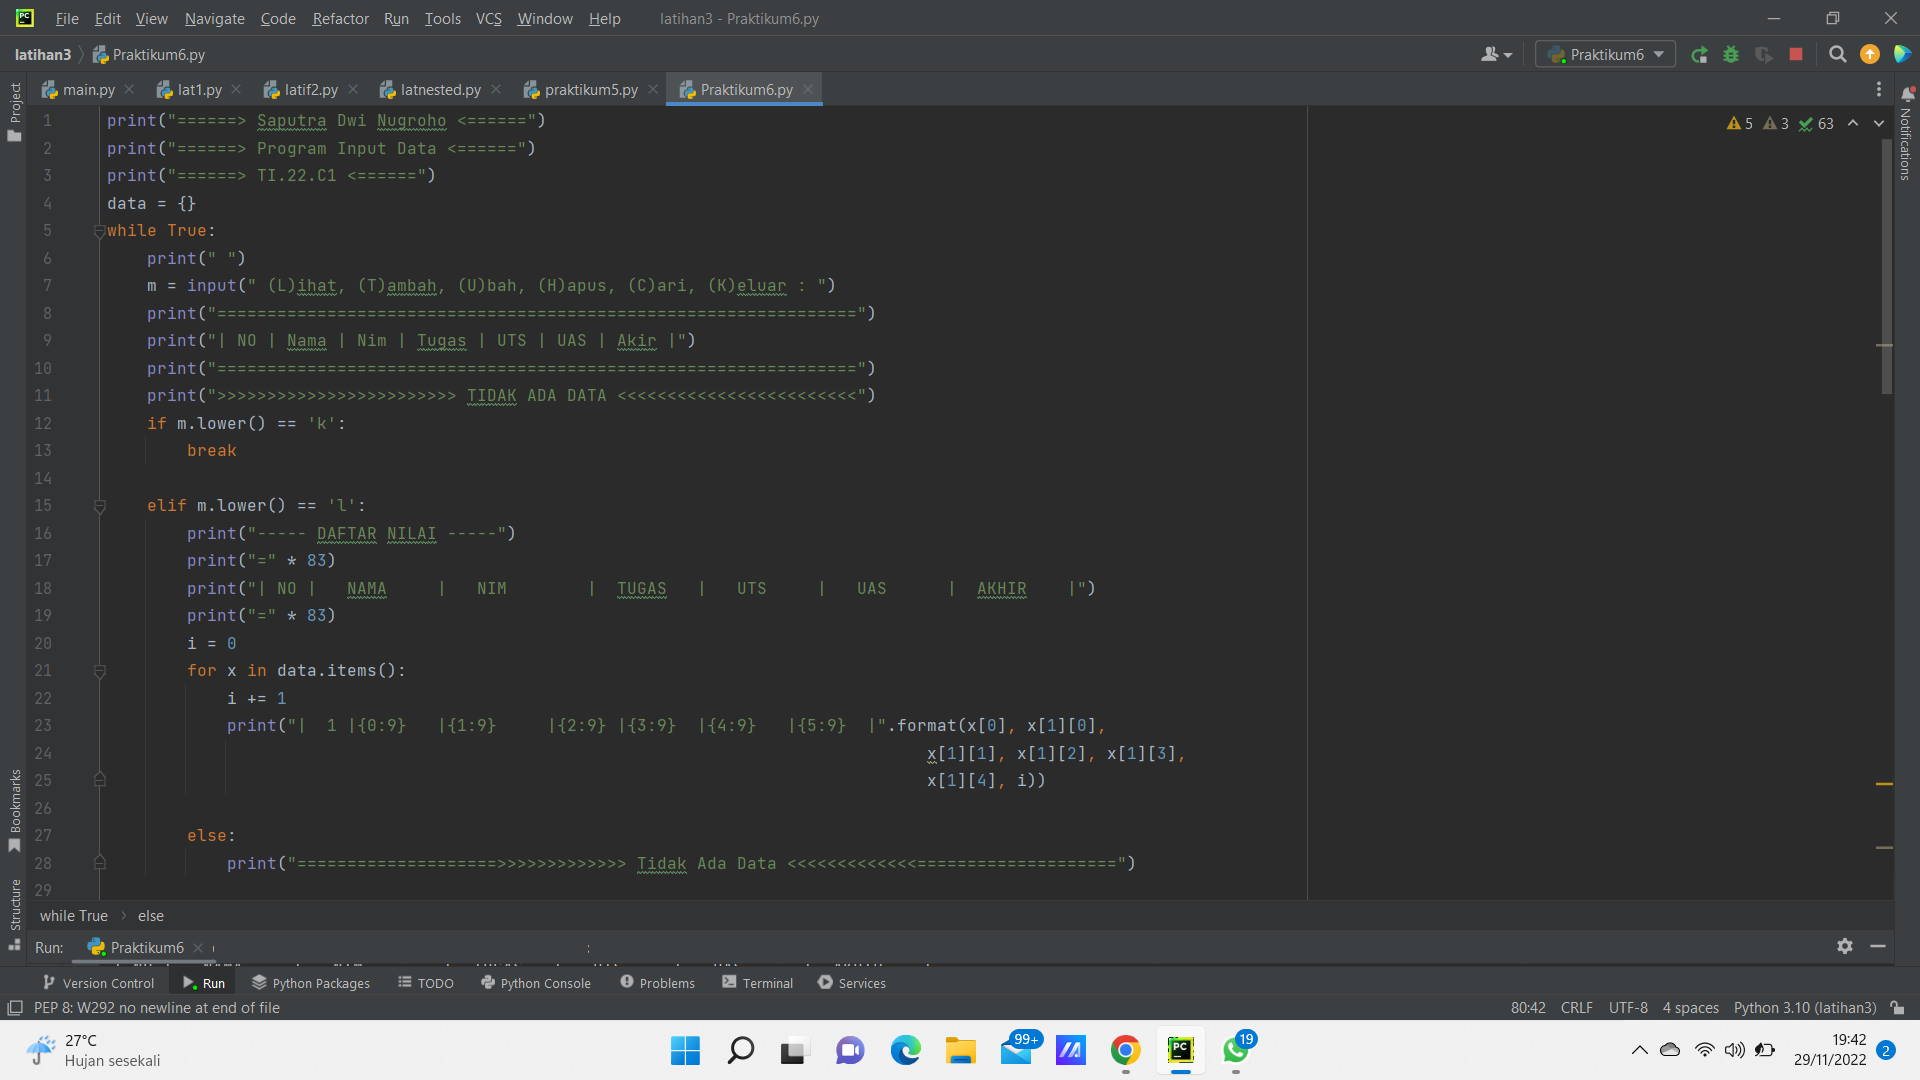 PC File Edit View Navigate Code Refactor Run Tools VCS Window Help latihan3 - Praktikum6.py
latihan3 Praktikum6.py Praktikum6
main.py lat1.py latif2.py latnested.py praktikum5.py Praktikum6.py
Project
Notifications
5 3 63
1 print("======> Saputra Dwi Nugroho <======")
2 print("======> Program Input Data <======")
3 print("======> TI.22.C1 <======")
4 data = {}
5 while True:
6     print(" ")
7     m = input(" (L)ihat, (T)ambah, (U)bah, (H)apus, (C)ari, (K)eluar : ")
8     print("================================================================")
9     print("| NO | Nama | Nim | Tugas | UTS | UAS | Akir |")
10     print("================================================================")
11     print(">>>>>>>>>>>>>>>>>>>>>>>> TIDAK ADA DATA <<<<<<<<<<<<<<<<<<<<<<<<")
12     if m.lower() == 'k':
13         break
14
15     elif m.lower() == 'l':
16         print("----- DAFTAR NILAI -----")
17         print("=" * 83)
18         print("| NO |   NAMA     |   NIM        |  TUGAS   |   UTS     |   UAS      |  AKHIR    |")
19         print("=" * 83)
20         i = 0
21         for x in data.items():
22             i += 1
23             print("|  1 |{0:9}   |{1:9}     |{2:9} |{3:9}  |{4:9}   |{5:9}  |".format(x[0], x[1][0],
24                                                                                   x[1][1], x[1][2], x[1][3],
25                                                                                   x[1][4], i))
26
27         else:
28             print("====================>>>>>>>>>>>>> Tidak Ada Data <<<<<<<<<<<<<====================")
29
Bookmarks
Structure
while True else
Run: Praktikum6
Version Control Run Python Packages TODO Python Console Problems Terminal Services
PEP 8: W292 no newline at end of file 80:42 CRLF UTF-8 4 spaces Python 3.10 (latihan3)
27°C
Hujan sesekali
99+ PC 19
19:42
29/11/2022 2